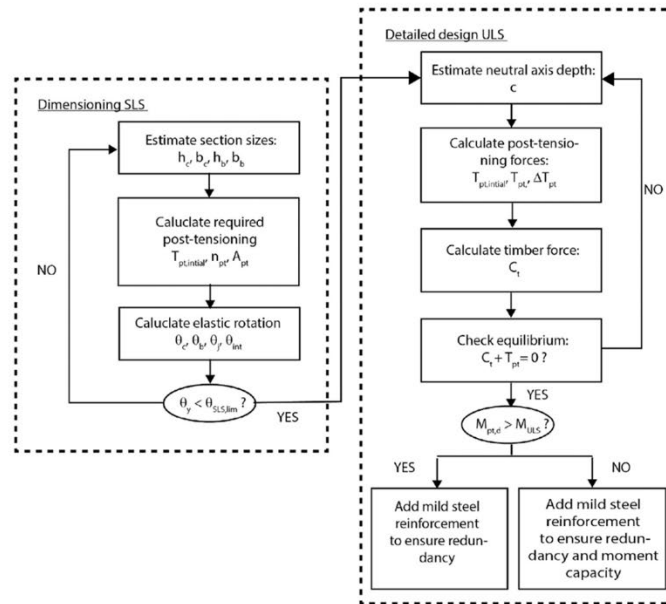 Dimensioning SLS
Estimate section sizes:
h_c, b_c, h_b, b_b
Caluclate required
post-tensioning
T_pt,intial, n_pt, A_pt
Caluclate elastic rotation
θ_c, θ_b, θ_j, θ_int
θ_y < θ_SLS,lim ?
NO
YES
Detailed design ULS
Estimate neutral axis depth:
c
Calculate post-tensio-
ning forces:
T_pt,intial, T_pt, ΔT_pt
NO
Calculate timber force:
C_t
Check equilibrium:
C_t + T_pt = 0 ?
YES
M_pt,d > M_ULS ?
YES
NO
Add mild steel
reinforcement
to ensure redun-
dancy
Add mild steel
reinforcement
to ensure redun-
dancy and moment
capacity